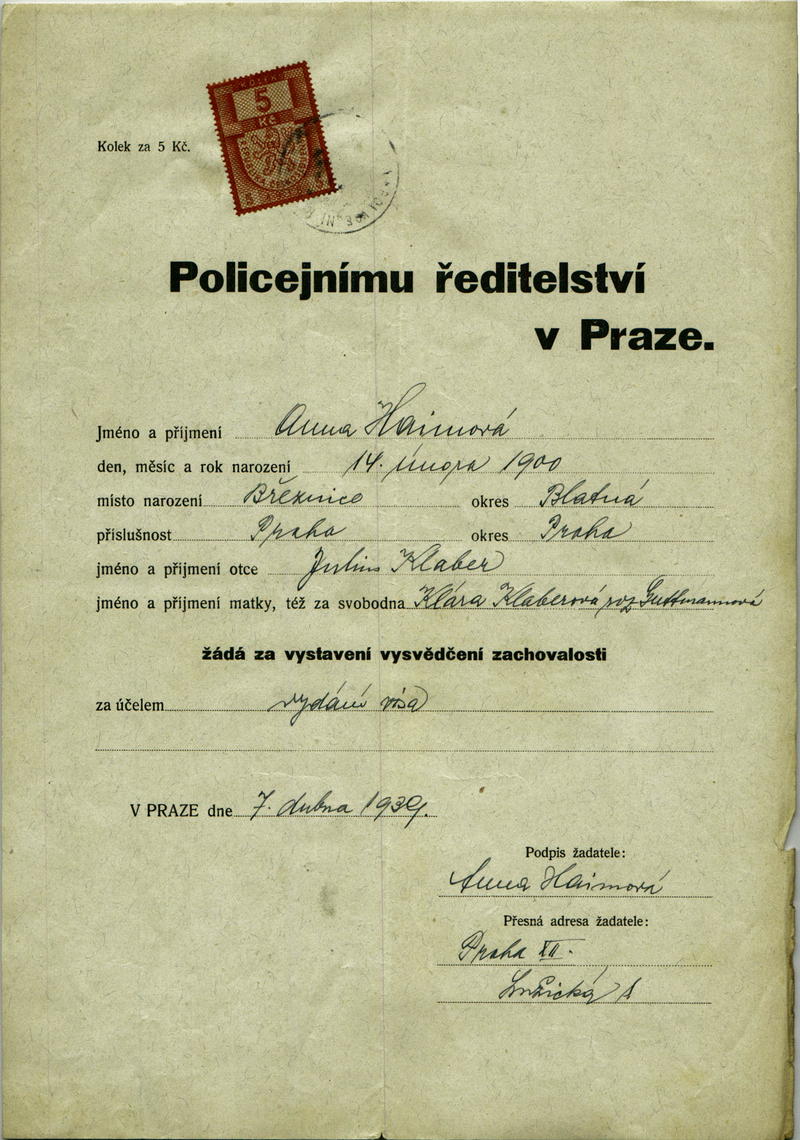 KOLEK
5
Kč
Kolek za 5 Kč.
Policejnímu ředitelství
v Praze.
Jméno a příjmení Anna Haimová
den, měsíc a rok narození 14. února 1900
místo narození Březnice okres Blatná
příslušnost Praha okres Praha
jméno a příjmení otce Julius Klaber
jméno a příjmení matky, též za svobodna Klára Klaberová roz Guttmannová
žádá za vystavení vysvědčení zachovalosti
za účelem vydání visa
V PRAZE dne 7. dubna 1939.
Podpis žadatele:
Anna Haimová
Přesná adresa žadatele:
Praha XII.